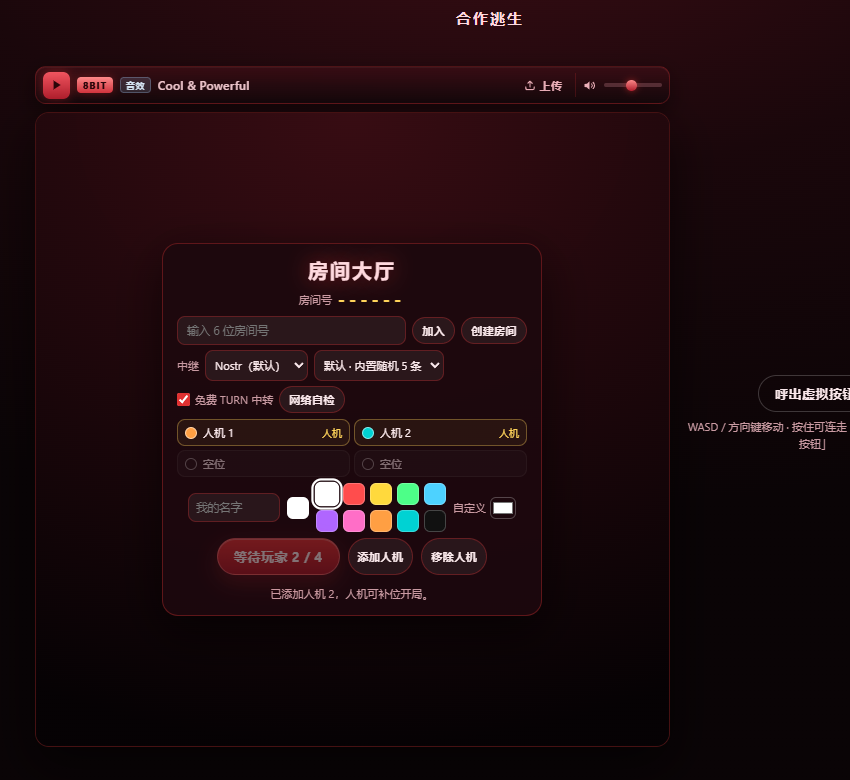 合作逃生
8BIT 音效 Cool & Powerful 上传
房间大厅
房间号 ------
输入 6 位房间号 加入 创建房间
中继 Nostr（默认） 默认 · 内置随机 5 条
免费 TURN 中转 网络自检
人机 1 人机 人机 2 人机
空位 空位
我的名字 自定义
等待玩家 2 / 4 添加人机 移除人机
已添加人机 2，人机可补位开局。
呼出虚拟按钮
WASD / 方向键移动 · 按住可连走
按钮」